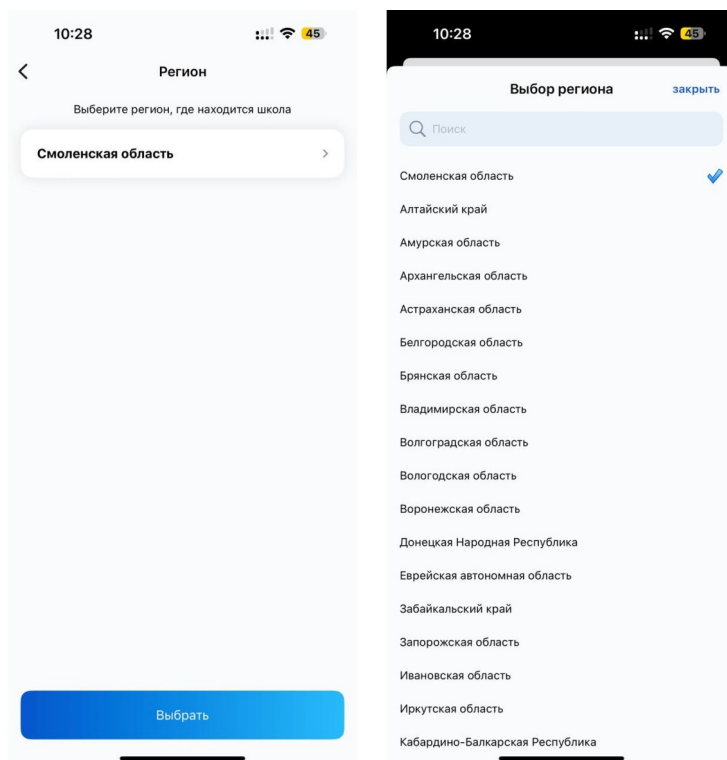 10:28
45
Регион
Выберите регион, где находится школа
Смоленская область
Выбрать
10:28
45
Выбор региона
закрыть
Поиск
Смоленская область
Алтайский край
Амурская область
Архангельская область
Астраханская область
Белгородская область
Брянская область
Владимирская область
Волгоградская область
Вологодская область
Воронежская область
Донецкая Народная Республика
Еврейская автономная область
Забайкальский край
Запорожская область
Ивановская область
Иркутская область
Кабардино-Балкарская Республика